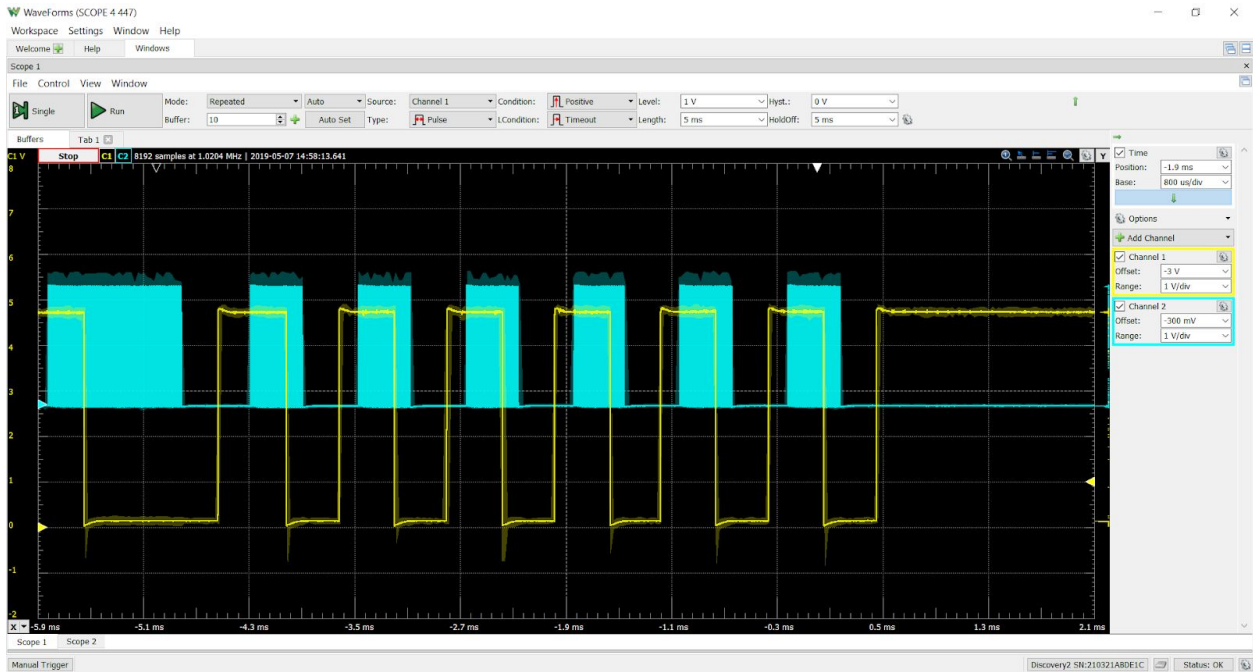 WaveForms (SCOPE 4 447)
Workspace Settings Window Help
Welcome Help Windows
Scope 1
File Control View Window
Single Run Mode: Repeated Auto Source: Channel 1 Condition: Positive Level: 1 V Hyst.: 0 V
Buffer: 10 Auto Set Type: Pulse LCondition: Timeout Length: 5 ms HoldOff: 5 ms
Buffers Tab 1
C1 V Stop C1 C2 8192 samples at 1.0204 MHz | 2019-05-07 14:58:13.641 Y
8
7
6
5
4
3
2
1
0
-1
-2
X -5.9 ms -5.1 ms -4.3 ms -3.5 ms -2.7 ms -1.9 ms -1.1 ms -0.3 ms 0.5 ms 1.3 ms 2.1 ms
Time
Position: -1.9 ms
Base: 800 us/div
Options
Add Channel
Channel 1
Offset: -3 V
Range: 1 V/div
Channel 2
Offset: -300 mV
Range: 1 V/div
Scope 1 Scope 2
Manual Trigger Discovery2 SN:210321ABDE1C Status: OK